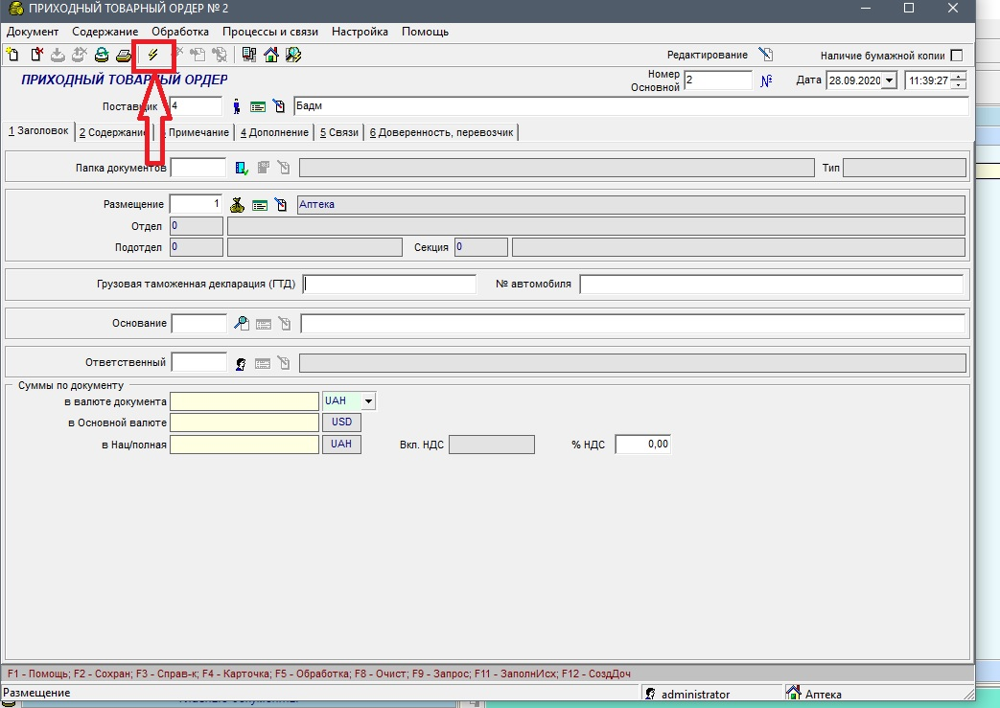 ПРИХОДНЫЙ ТОВАРНЫЙ ОРДЕР № 2
Документ Содержание Обработка Процессы и связи Настройка Помощь
Редактирование Наличие бумажной копии
ПРИХОДНЫЙ ТОВАРНЫЙ ОРДЕР
Номер Основной 2 № Дата 28.09.2020 11:39:27
Поставщик 4 Бадм
1 Заголовок 2 Содержание Примечание 4 Дополнение 5 Связи 6 Доверенность, перевозчик
Папка документов Тип
Размещение 1 Аптека
Отдел 0
Подотдел 0 Секция 0
Грузовая таможенная декларация (ГТД) № автомобиля
Основание
Ответственный
Суммы по документу
в валюте документа UAH
в Основной валюте USD
в Нац/полная UAH Вкл. НДС % НДС 0,00
F1 - Помощь; F2 - Сохран; F3 - Справ-к; F4 - Карточка; F5 - Обработка; F8 - Очист; F9 - Запрос; F11 - ЗаполнИсх; F12 - СоздДоч
Размещение administrator Аптека